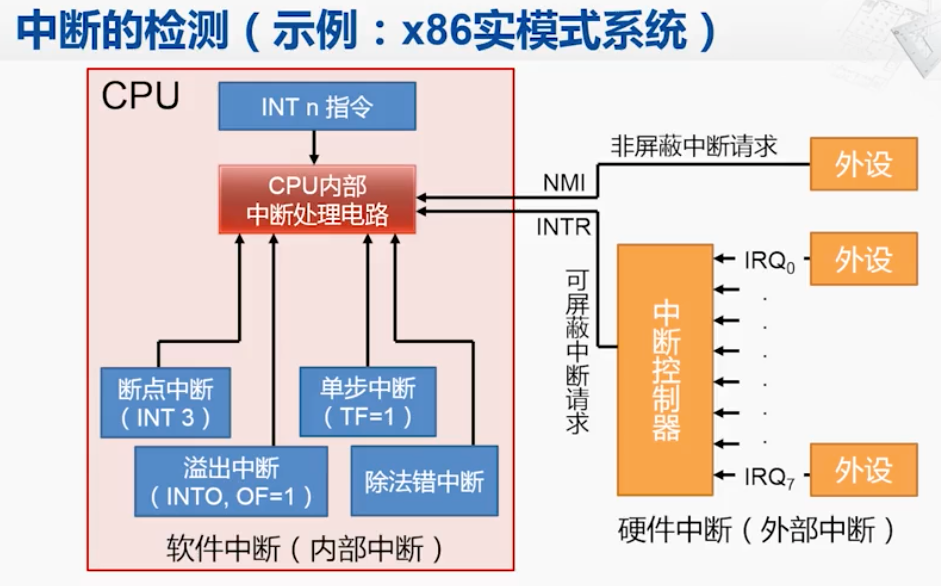 中断的检测（示例：x86实模式系统）
CPU
INT n 指令
CPU内部
中断处理电路
断点中断
（INT 3）
单步中断
（TF=1）
溢出中断
（INTO, OF=1）
除法错中断
软件中断（内部中断）
非屏蔽中断请求
NMI
INTR
可屏蔽中断请求
中断控制器
外设
IRQ0
外设
IRQ7
外设
硬件中断（外部中断）